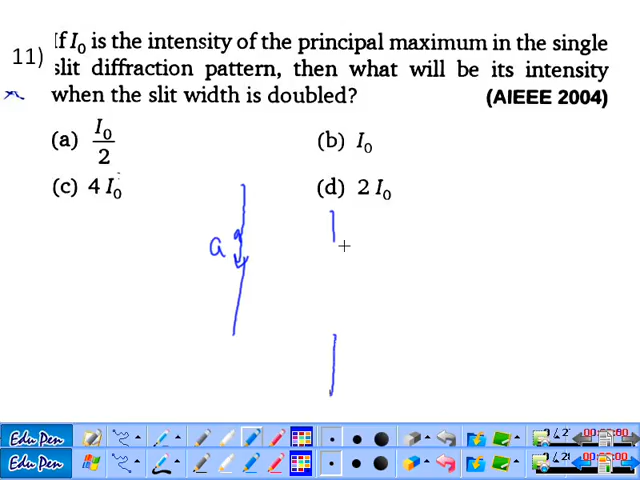 11) If I₀ is the intensity of the principal maximum in the single
slit diffraction pattern, then what will be its intensity
when the slit width is doubled? (AIEEE 2004)
(a) I₀/2 (b) I₀
(c) 4 I₀ (d) 2 I₀
a
Edu Pen
Edu Pen